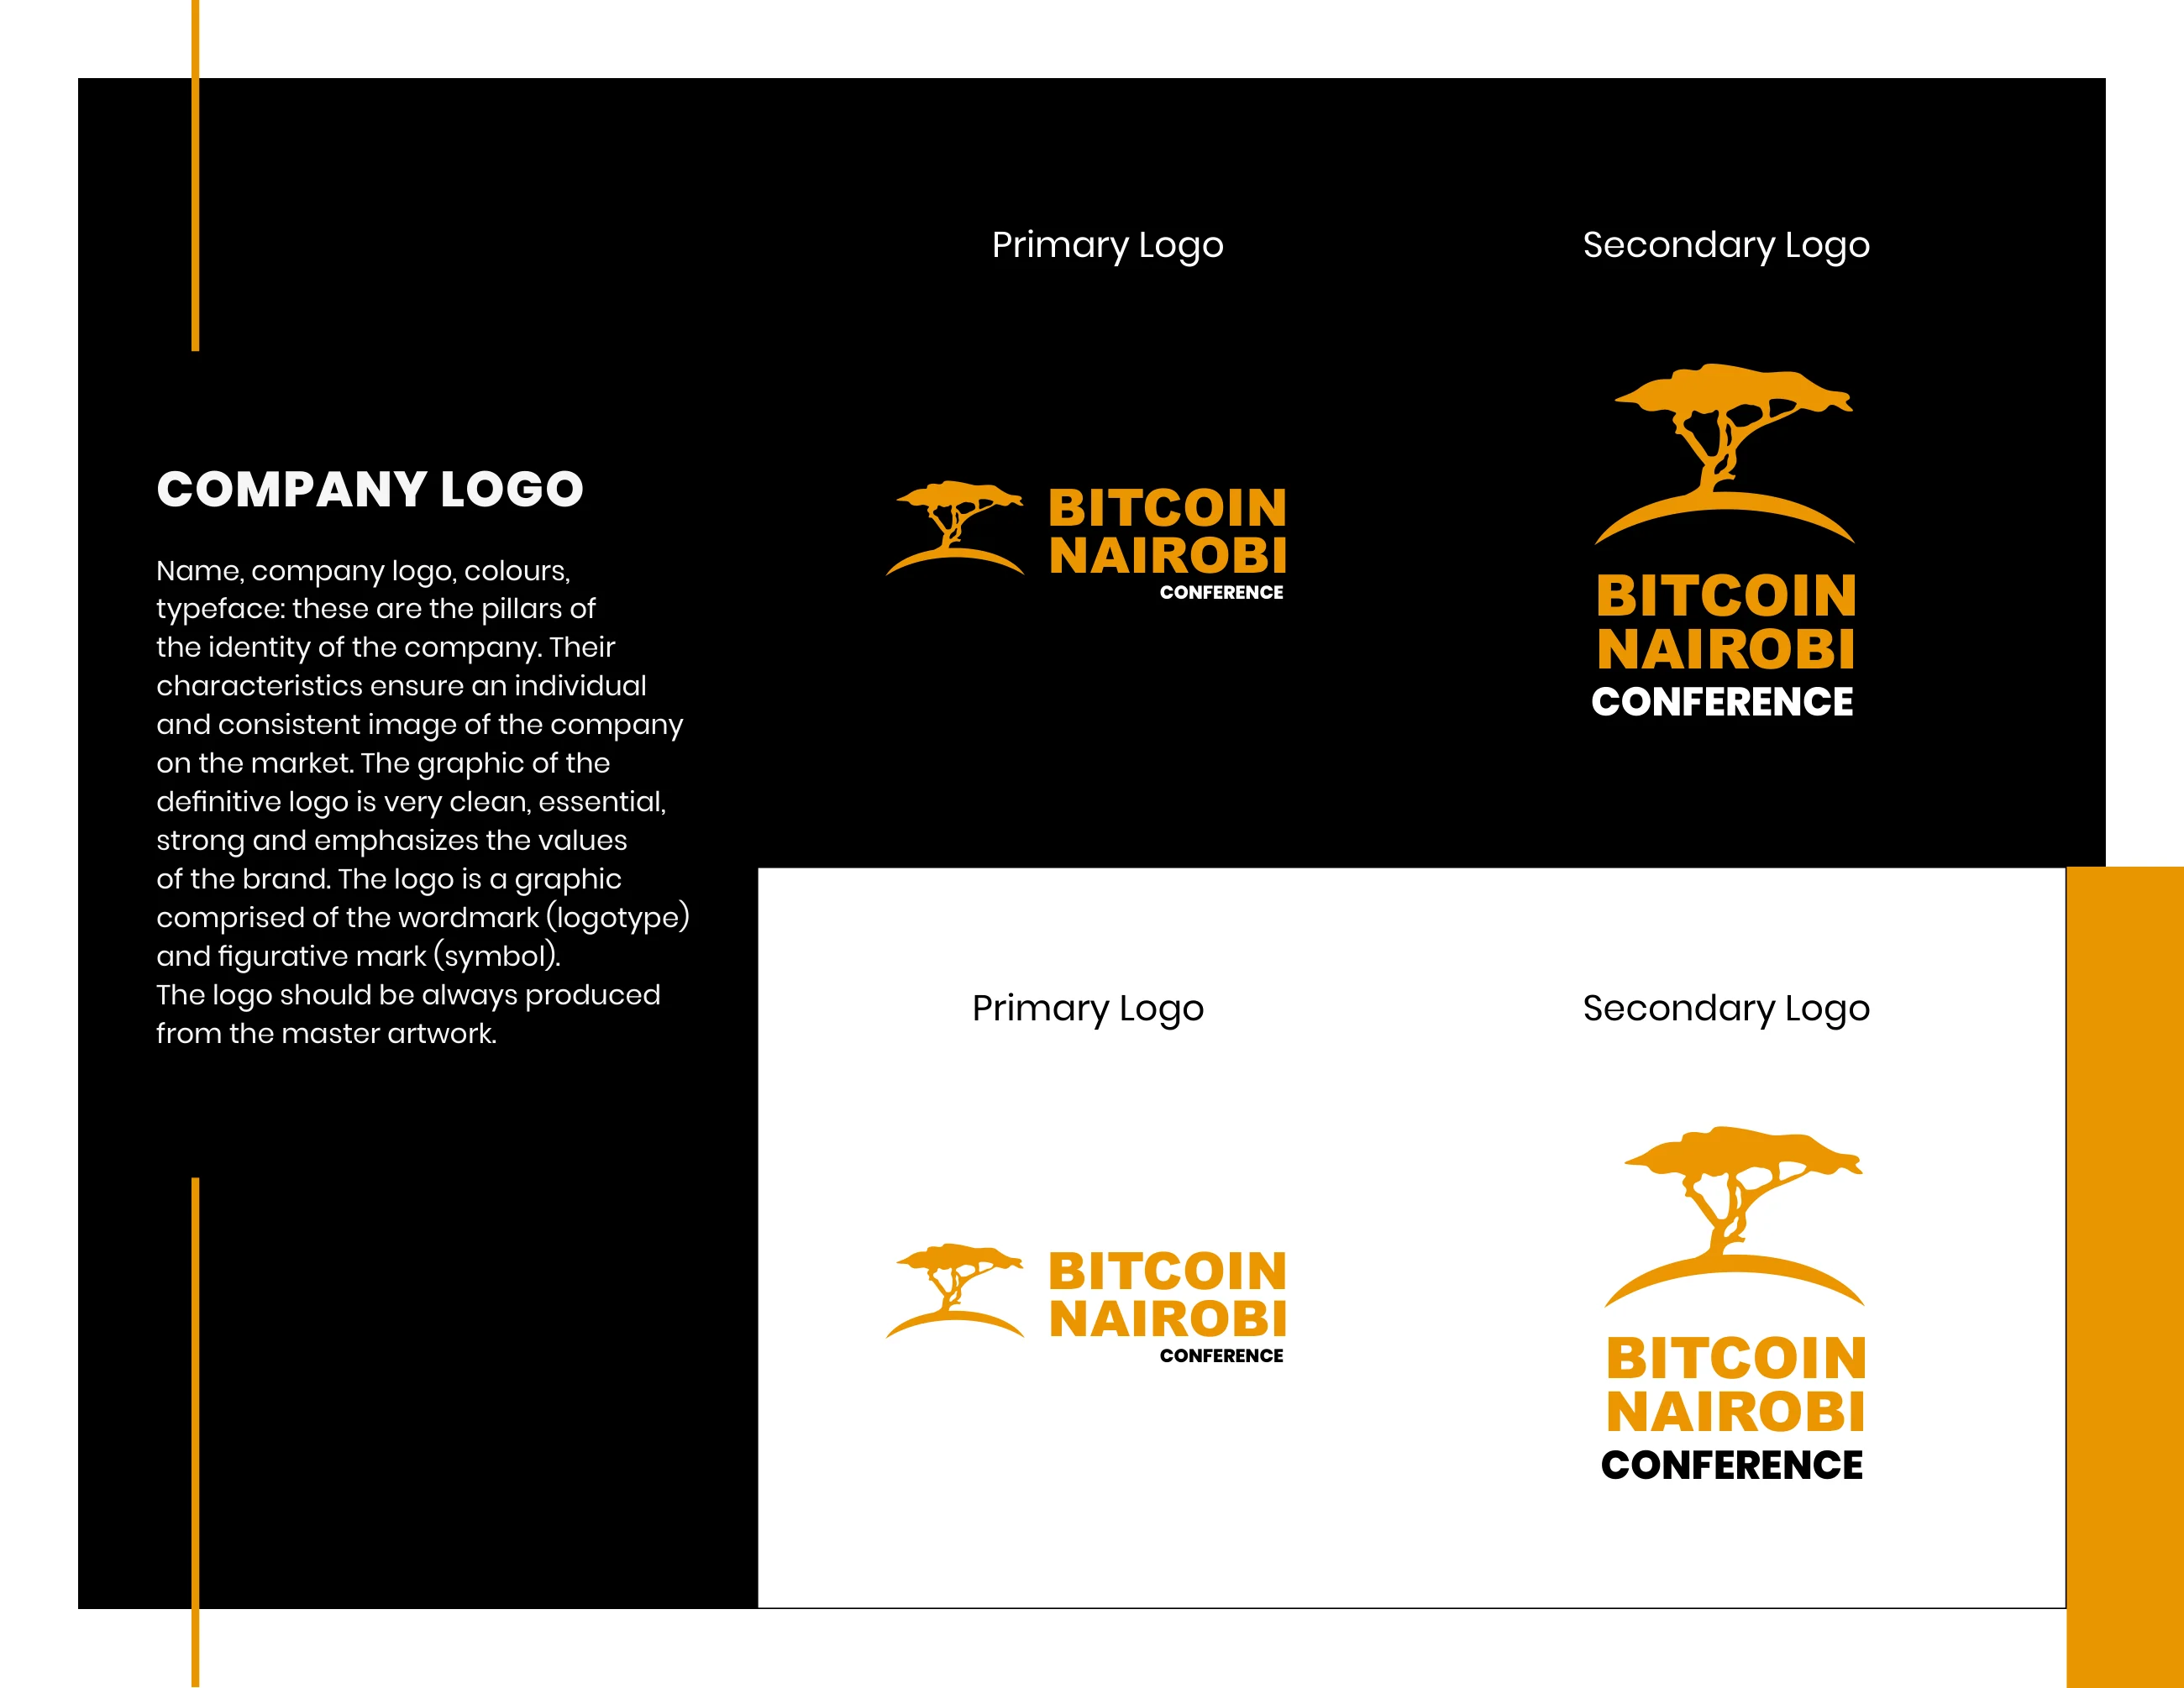 COMPANY LOGO
Name, company logo, colours,
typeface: these are the pillars of
the identity of the company. Their
characteristics ensure an individual
and consistent image of the company
on the market. The graphic of the
definitive logo is very clean, essential,
strong and emphasizes the values
of the brand. The logo is a graphic
comprised of the wordmark (logotype)
and figurative mark (symbol).
The logo should be always produced
from the master artwork.
Primary Logo
BITCOIN
NAIROBI
CONFERENCE
Secondary Logo
BITCOIN
NAIROBI
CONFERENCE
Primary Logo
BITCOIN
NAIROBI
CONFERENCE
Secondary Logo
BITCOIN
NAIROBI
CONFERENCE